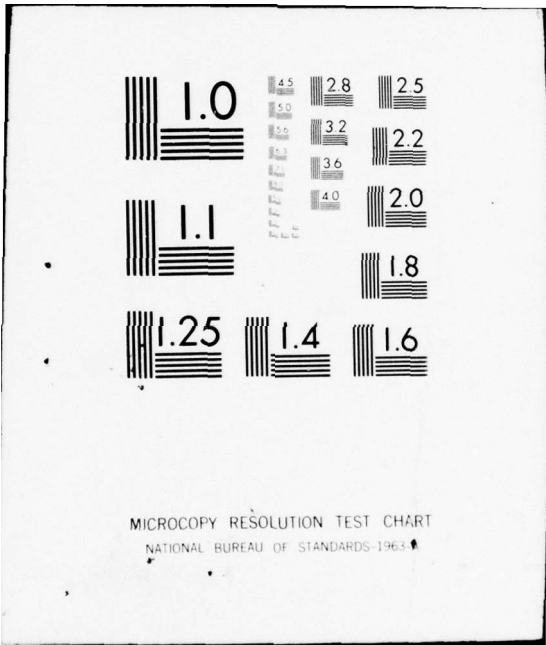 1.0
4.5 2.8 2.5
5.0
5.6 3.2 2.2
6.3
3.6
4.0 2.0
1.1
1.8
1.25 1.4 1.6
MICROCOPY RESOLUTION TEST CHART
NATIONAL BUREAU OF STANDARDS-1963-A